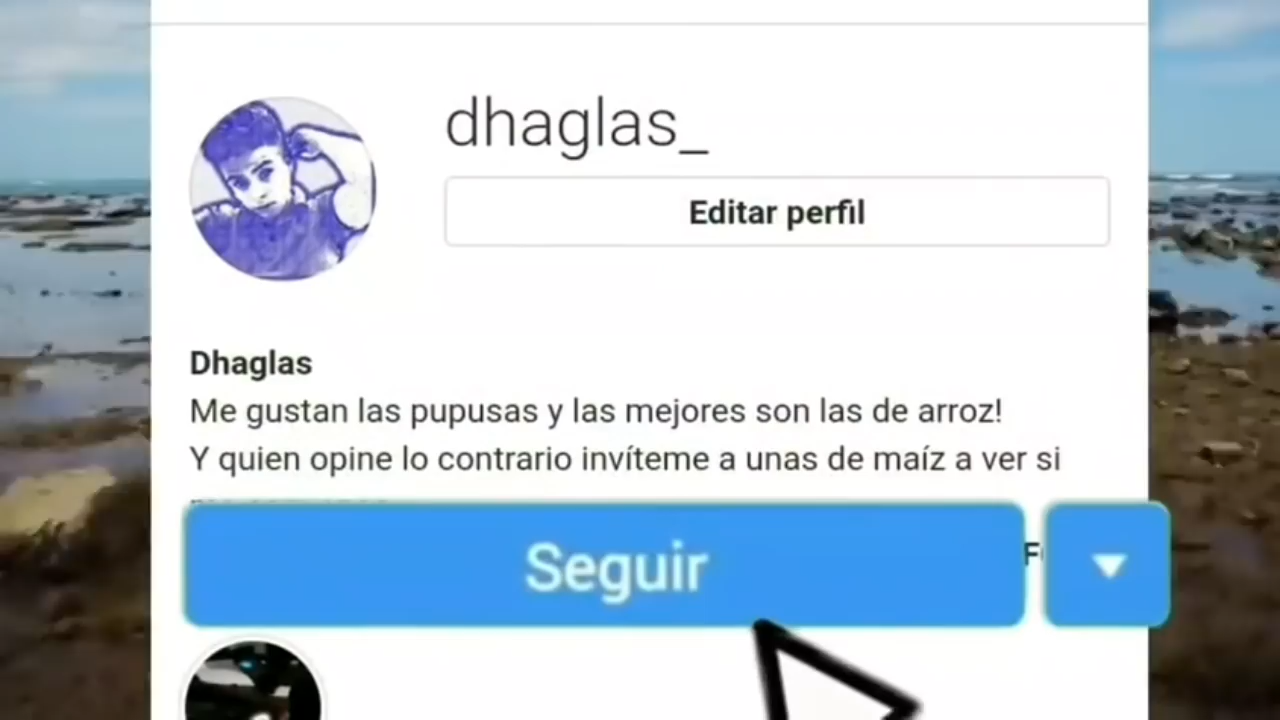 dhaglas_
Editar perfil
Dhaglas
Me gustan las pupusas y las mejores son las de arroz!
Y quien opine lo contrario invíteme a unas de maíz a ver si
Seguir